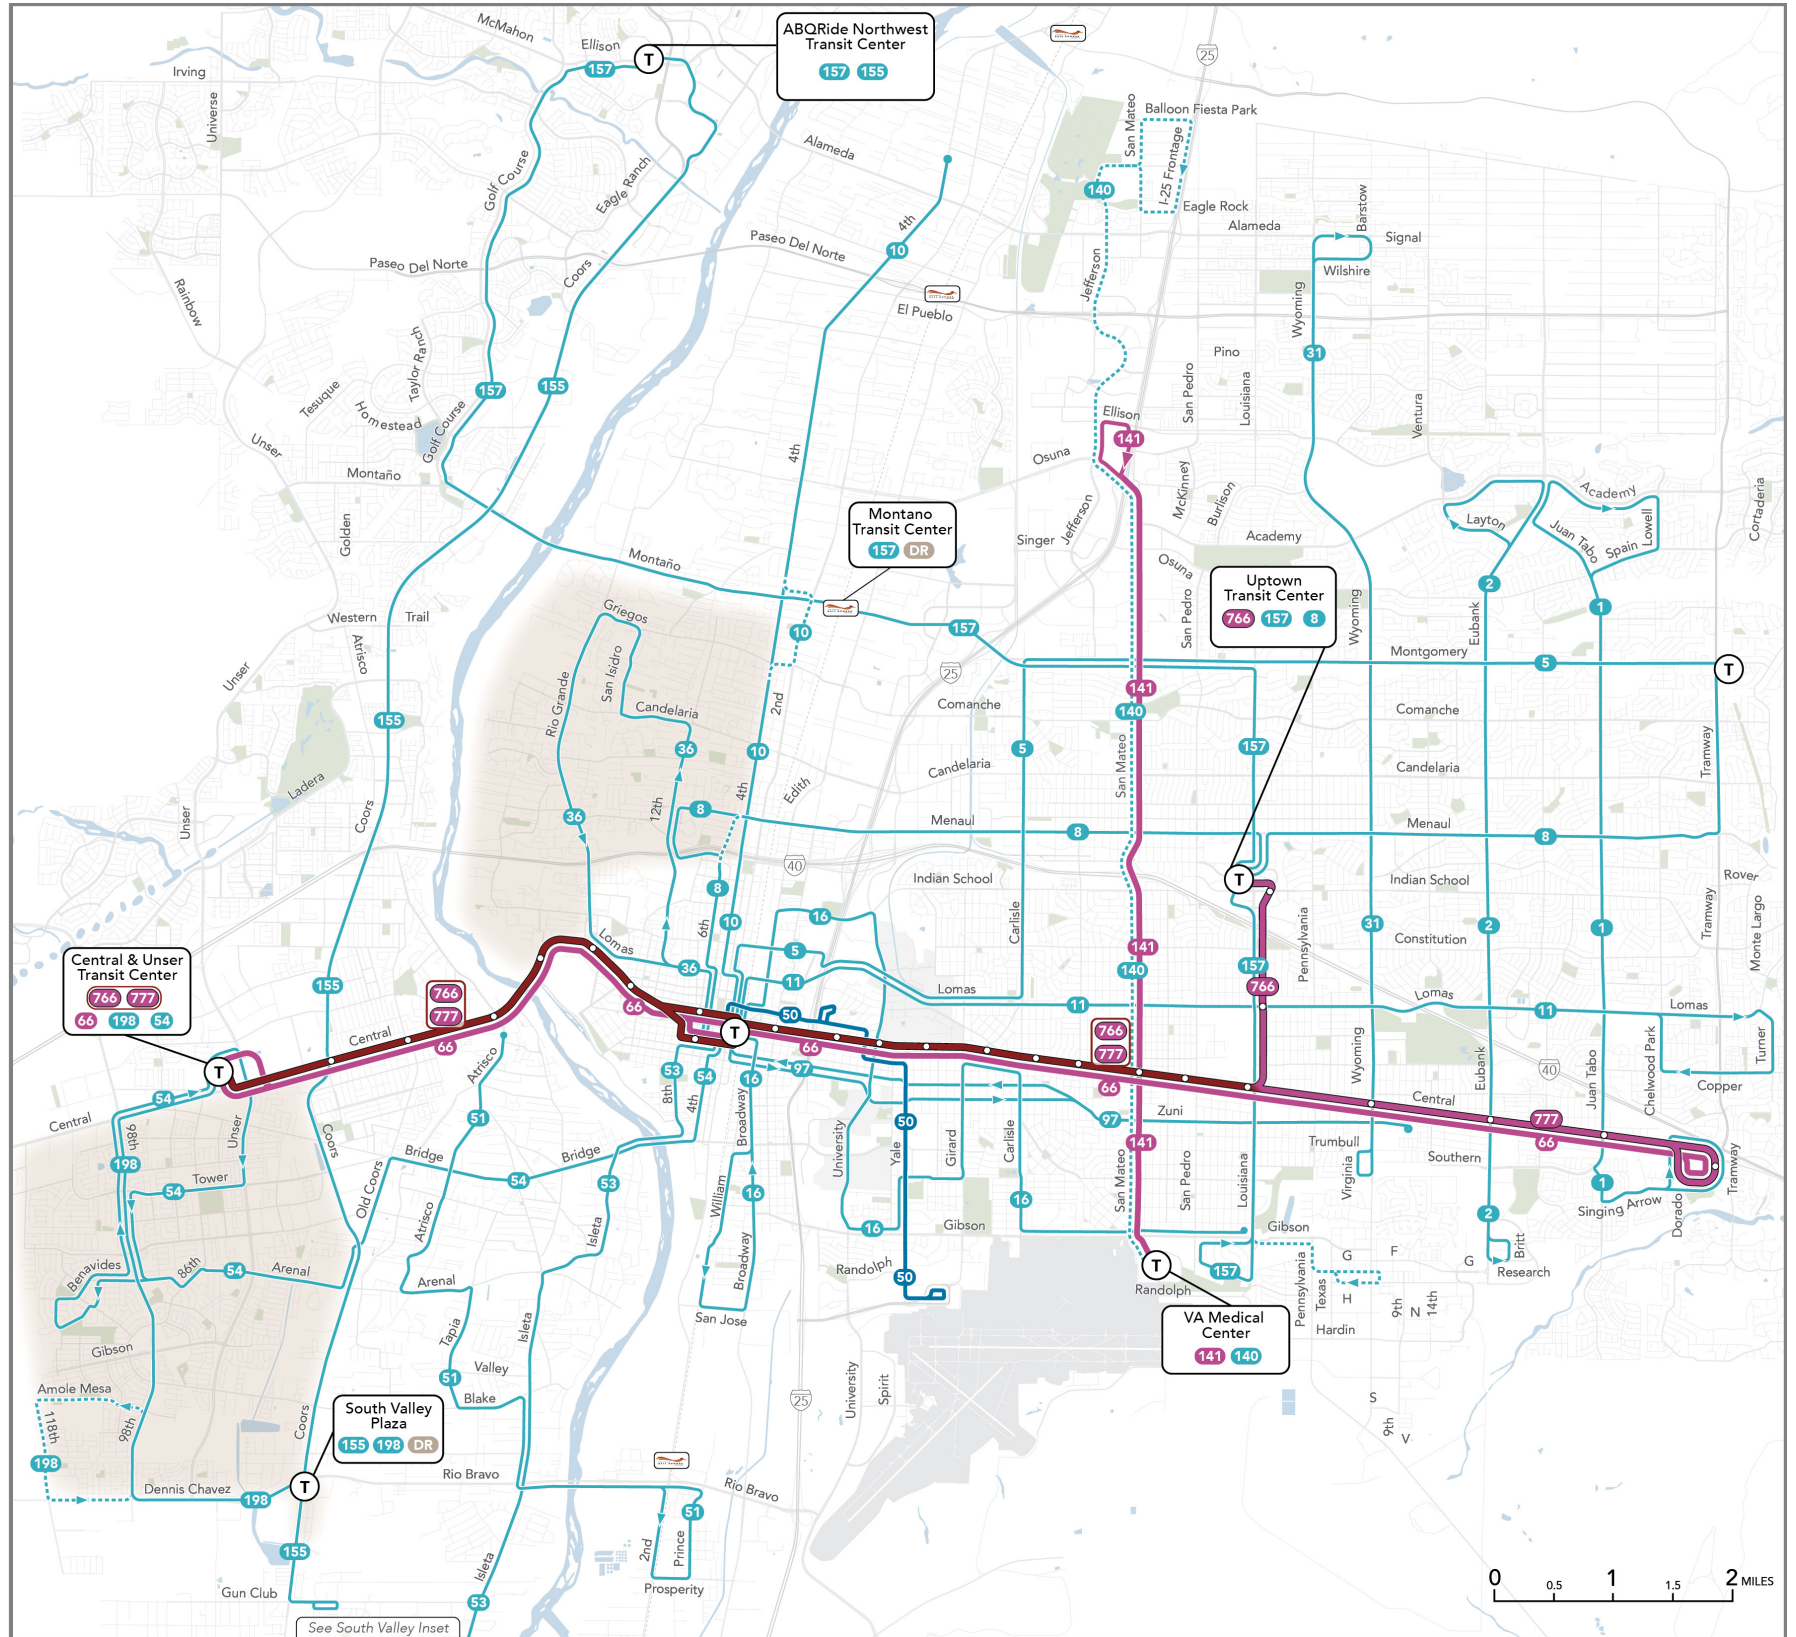 McMahon
Ellison
157
T
ABQRide Northwest
Transit Center
157 155
25
Irving
Universe
San Mateo
Balloon Fiesta Park
I-25 Frontage
140
Eagle Rock
Alameda
Alameda
Golf Course
Eagle Ranch
4th
10
Barstow
Signal
Wilshire
Paseo Del Norte
Paseo Del Norte
Coors
Jefferson
Wyoming
El Pueblo
Rainbow
Taylor Ranch
157
155
31
Pino
San Pedro
Louisiana
Ventura
Tesuque
Homestead
Golf Course
Ellison
141
Unser
Montaño
4th
Osuna
McKinney
Burlison
Academy
Layton
Juan Tabo
Lowell
Spain
Cortaderia
Golden
Montano
Transit Center
157 DR
Jefferson
Singer
Academy
Osuna
San Pedro
Montaño
Uptown
Transit Center
766 157 8
Wyoming
2
Eubank
1
Western
Trail
Atrisco
Griegos
10
157
Montgomery
5
T
Unser
Rio Grande
San Isidro
25
141
140
2nd
Comanche
Comanche
Candelaria
155
36
10
5
157
San Mateo
Tramway
Candelaria
Candelaria
Ladera
Unser
Coors
Edith
4th
12th
8
36
Menaul
8
Menaul
8
40
T
Indian School
Indian School
Rover
8
10
6th
16
Carlisle
Pennsylvania
31
2
1
Tramway
Monte Largo
Lomas
5
141
Constitution
Central & Unser
Transit Center
766 777
66 198 54
36
11
140
157
155
766
777
66
50
Lomas
11
766
Lomas
11
Lomas
Central
66
T
66
766
777
66
Wyoming
Eubank
40
Juan Tabo
Chelwood Park
Turner
Copper
T
54
Atrisco
53
54
16
97
8th
4th
Broadway
Central
Central
98th
Unser
51
50
97
Zuni
777
66
141
Coors
Bridge
Bridge
University
Yale
Girard
Carlisle
Trumbull
Southern
Tramway
198
Tower
54
Old Coors
54
53
William
16
16
San Mateo
San Pedro
Louisiana
Virginia
1
Singing Arrow
Dorado
Atrisco
Isleta
16
Gibson
Gibson
2
Britt
Research
Benavides
86th
54
Arenal
Arenal
Broadway
Randolph
50
T
Randolph
157
Pennsylvania
Texas
G
F
G
H
9th
N
14th
Hardin
San Jose
VA Medical
Center
141 140
Gibson
Tapia
Isleta
Valley
51
Blake
University
Spirit
Amole Mesa
118th
98th
Coors
South Valley
Plaza
155 198 DR
25
S
9th
V
198
Dennis Chavez
198
T
Rio Bravo
Rio Bravo
51
2nd
Prince
155
Isleta
Prosperity
Gun Club
53
See South Valley Inset
0
0.5
1
1.5
2 MILES